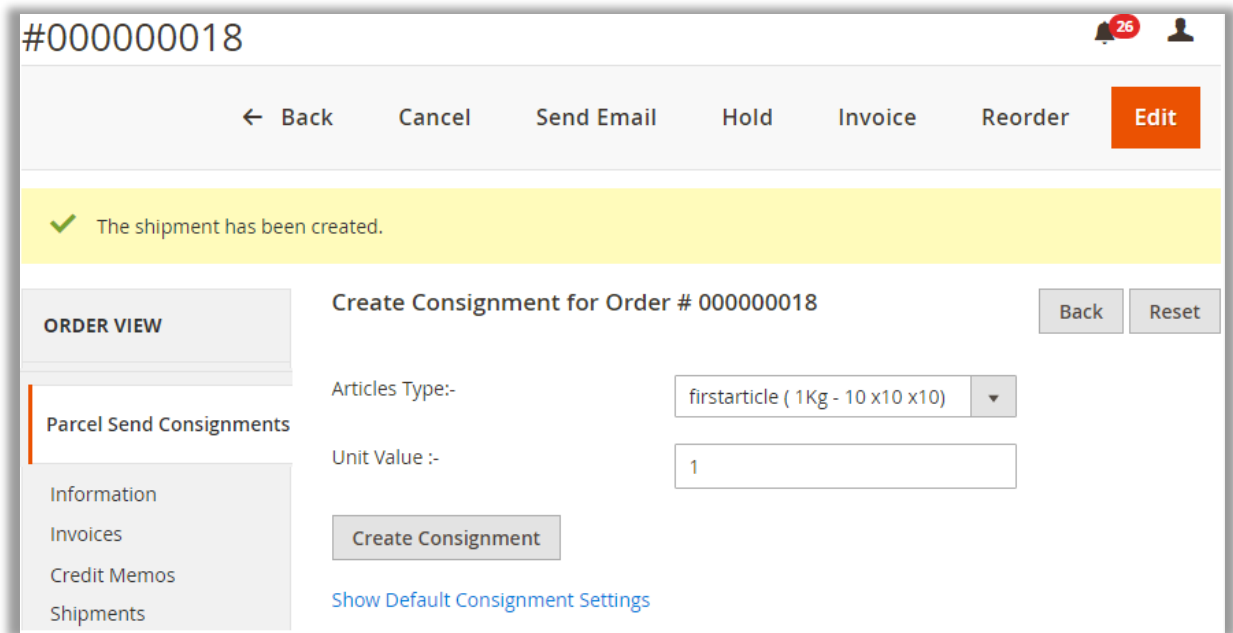 #000000018
26
← Back Cancel Send Email Hold Invoice Reorder Edit
The shipment has been created.
ORDER VIEW
Create Consignment for Order # 000000018
Back Reset
Articles Type:-
firstarticle ( 1Kg - 10 x10 x10)
Parcel Send Consignments
Unit Value :-
1
Information
Invoices
Create Consignment
Credit Memos
Show Default Consignment Settings
Shipments